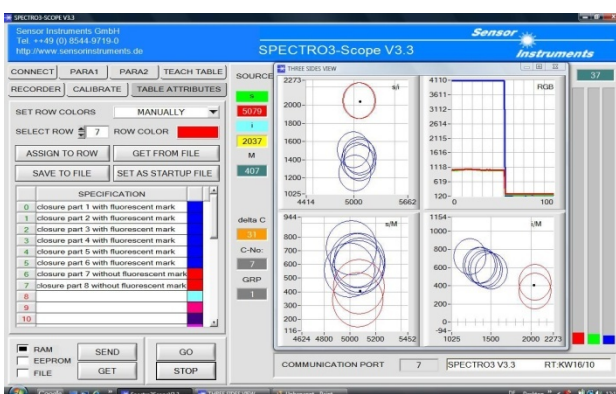 SPECTRO3-SCOPE V3.3
Sensor Instruments GmbH
Tel. ++49 (0) 8544-9719-0
http://www.sensorinstruments.de
SPECTRO3-Scope V3.3
Sensor
Instruments
CONNECT PARA1 PARA2 TEACH TABLE
RECORDER CALIBRATE TABLE ATTRIBUTES
SET ROW COLORS MANUALLY
SELECT ROW 7 ROW COLOR
ASSIGN TO ROW GET FROM FILE
SAVE TO FILE SET AS STARTUP FILE
SPECIFICATION
0 closure part 1 with fluorescent mark
1 closure part 2 with fluorescent mark
2 closure part 3 with fluorescent mark
3 closure part 4 with fluorescent mark
4 closure part 5 with fluorescent mark
5 closure part 6 with fluorescent mark
6 closure part 7 without fluorescent mark
7 closure part 8 without fluorescent mark
8
9
10
RAM
EEPROM
FILE
SEND GO
GET STOP
SOURCE
s
5079
i
2037
M
407
delta C
31
C-No:
7
GRP
1
THREE SIDES VIEW
37
s/i
2273-
2000-
1800-
1600-
1400-
1200-
1025-
4414 5000 5662
RGB
4110-
3611-
3112-
2614-
2115-
1616-
1118-
619-
120-
0 100
s/M
944-
800-
700-
600-
500-
400-
300-
200-
116-
4624 4800 5000 5200 5452
i/M
1154
1000
800
600
400
200
0
-94-
1025 1500 2000 2273
COMMUNICATION PORT 7 SPECTRO3 V3.3 RT:KW16/10
Google
THREE SIDES VIEW